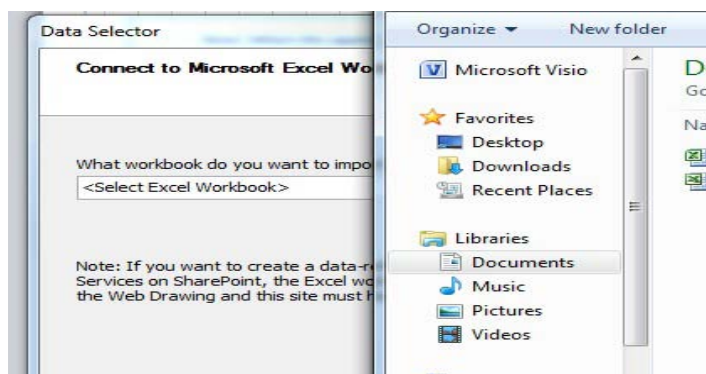 Data Selector
Connect to Microsoft Excel Wo
What workbook do you want to impo
<Select Excel Workbook>
Note: If you want to create a data-re
Services on SharePoint, the Excel wo
the Web Drawing and this site must h
Organize
New folder
Microsoft Visio
Favorites
Desktop
Downloads
Recent Places
Libraries
Documents
Music
Pictures
Videos
D
Go
Na